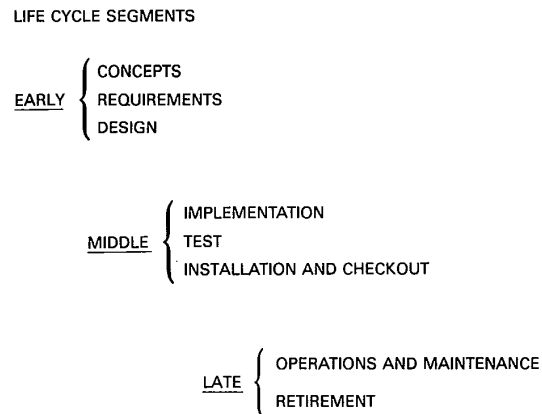 LIFE CYCLE SEGMENTS
CONCEPTS
EARLY REQUIREMENTS
DESIGN
IMPLEMENTATION
MIDDLE TEST
INSTALLATION AND CHECKOUT
OPERATIONS AND MAINTENANCE
LATE
RETIREMENT